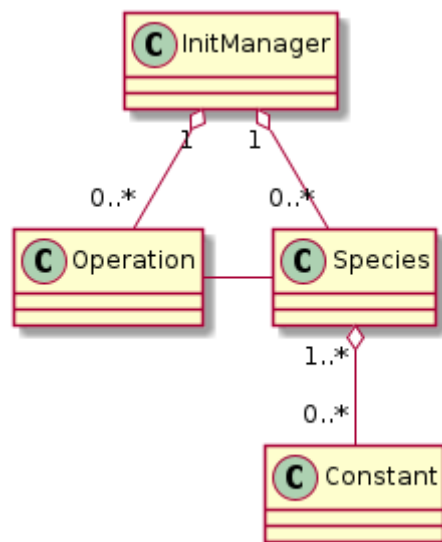 C InitManager
1 1
0..* 0..*
C Operation C Species
1..*
0..*
C Constant